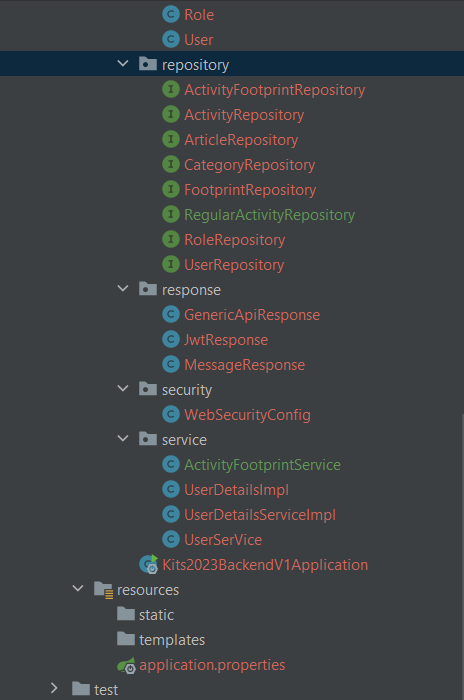 Role
User
repository
ActivityFootprintRepository
ActivityRepository
ArticleRepository
CategoryRepository
FootprintRepository
RegularActivityRepository
RoleRepository
UserRepository
response
GenericApiResponse
JwtResponse
MessageResponse
security
WebSecurityConfig
service
ActivityFootprintService
UserDetailsImpl
UserDetailsServiceImpl
UserSerVice
Kits2023BackendV1Application
resources
static
templates
application.properties
test